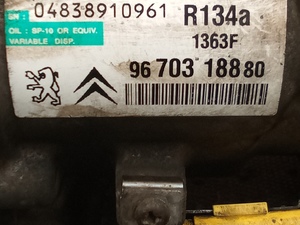 SN: 04838910961
OIL : SP-10 OR EQUIV.
VARIABLE DISP.
R134a
1363F
96 703 188 80